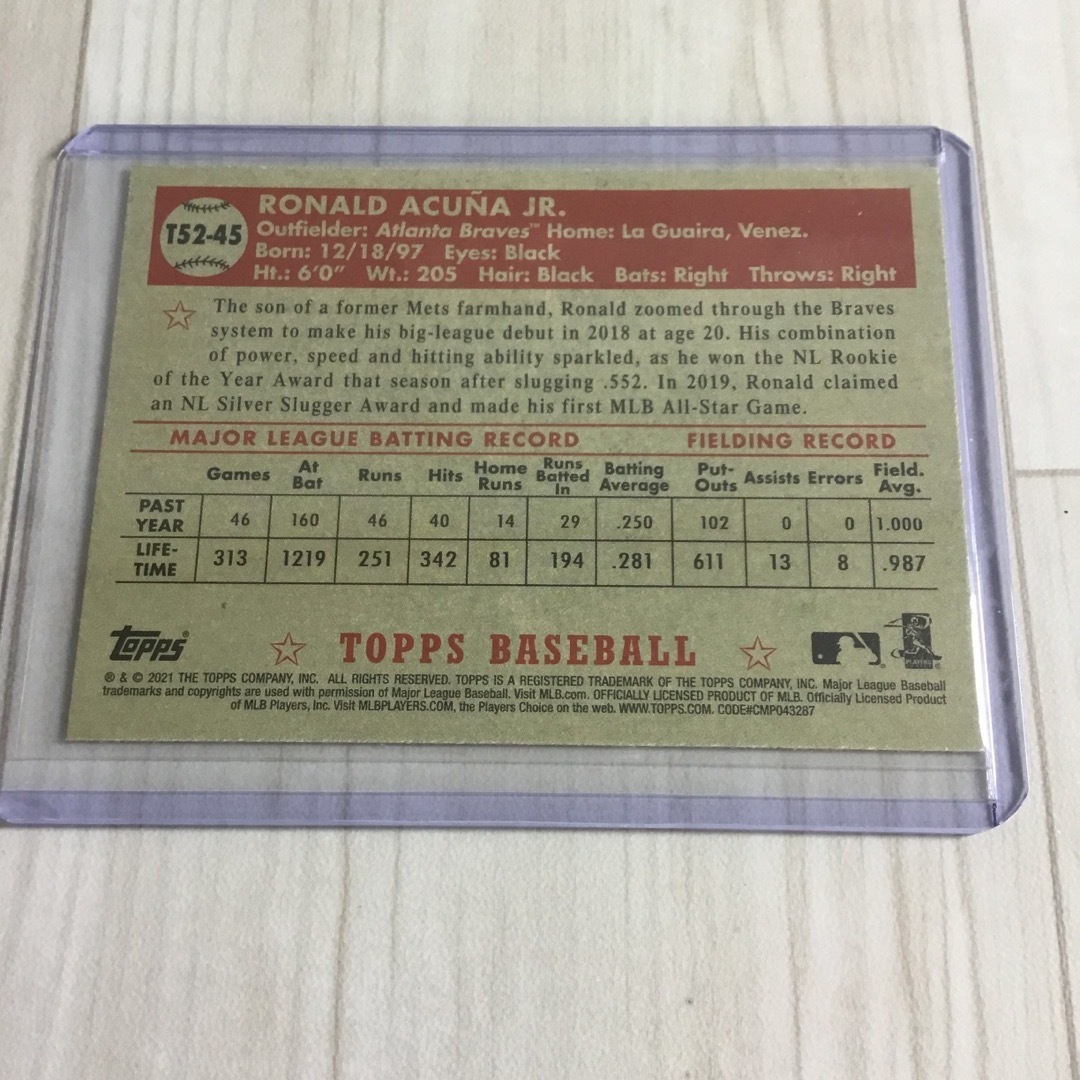 T52-45
RONALD ACUÑA JR.
Outfielder: Atlanta Braves™ Home: La Guaira, Venez.
Born: 12/18/97 Eyes: Black
Ht.: 6'0" Wt.: 205 Hair: Black Bats: Right Throws: Right
The son of a former Mets farmhand, Ronald zoomed through the Braves
system to make his big-league debut in 2018 at age 20. His combination
of power, speed and hitting ability sparkled, as he won the NL Rookie
of the Year Award that season after slugging .552. In 2019, Ronald claimed
an NL Silver Slugger Award and made his first MLB All-Star Game.
MAJOR LEAGUE BATTING RECORD FIELDING RECORD
Games At Bat Runs Hits Home Runs Runs Batted In Batting Average Put-Outs Assists Errors Field. Avg.
PAST YEAR 46 160 46 40 14 29 .250 102 0 0 1.000
LIFE-TIME 313 1219 251 342 81 194 .281 611 13 8 .987
Topps® TOPPS BASEBALL PLAYERS
® & © 2021 THE TOPPS COMPANY, INC. ALL RIGHTS RESERVED. TOPPS IS A REGISTERED TRADEMARK OF THE TOPPS COMPANY, INC. Major League Baseball
trademarks and copyrights are used with permission of Major League Baseball. Visit MLB.com. OFFICIALLY LICENSED PRODUCT OF MLB. Officially Licensed Product
of MLB Players, Inc. Visit MLBPLAYERS.COM, the Players Choice on the web. WWW.TOPPS.COM. CODE#CMP043287